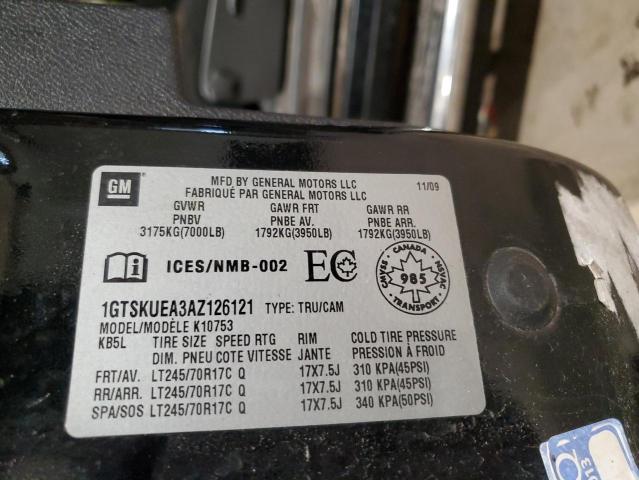 GM
MFD BY GENERAL MOTORS LLC 11/09
FABRIQUÉ PAR GENERAL MOTORS LLC
GVWR GAWR FRT GAWR RR
PNBV PNBE AV. PNBE ARR.
3175KG(7000LB) 1792KG(3950LB) 1792KG(3950LB)
ICES/NMB-002 EC
CANADA
CMVSS NSVAC
985
TRANSPORT
1GTSKUEA3AZ126121 TYPE: TRU/CAM
MODEL/MODÈLE K10753
KB5L TIRE SIZE SPEED RTG RIM COLD TIRE PRESSURE
DIM. PNEU COTE VITESSE JANTE PRESSION À FROID
FRT/AV. LT245/70R17C Q 17X7.5J 310 KPA(45PSI)
RR/ARR. LT245/70R17C Q 17X7.5J 310 KPA(45PSI)
SPA/SOS LT245/70R17C Q 17X7.5J 340 KPA(50PSI)